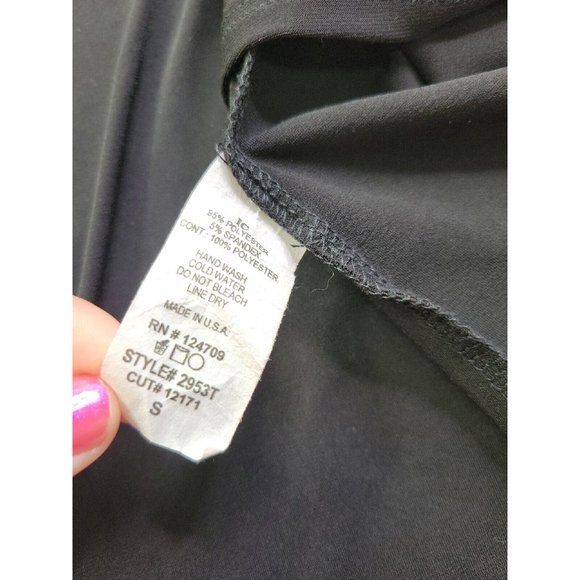 IC
95% POLYESTER
5% SPANDEX
CONT: 100% POLYESTER
HAND WASH
COLD WATER
DO NOT BLEACH
LINE DRY
MADE IN U.S.A.
RN # 124709
STYLE# 2953T
CUT# 12171
S